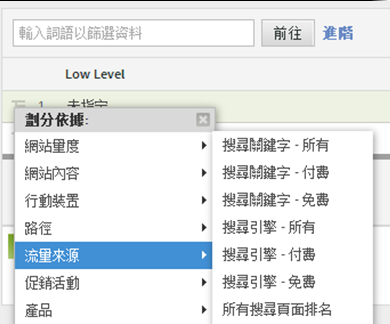 輸入詞語以篩選資料
前往
進階
Low Level
1.
未指定
劃分依據:
網站量度
網站內容
行動裝置
路徑
流量來源
促銷活動
產品
搜尋關鍵字 - 所有
搜尋關鍵字 - 付費
搜尋關鍵字 - 免費
搜尋引擎 - 所有
搜尋引擎 - 付費
搜尋引擎 - 免費
所有搜尋頁面排名